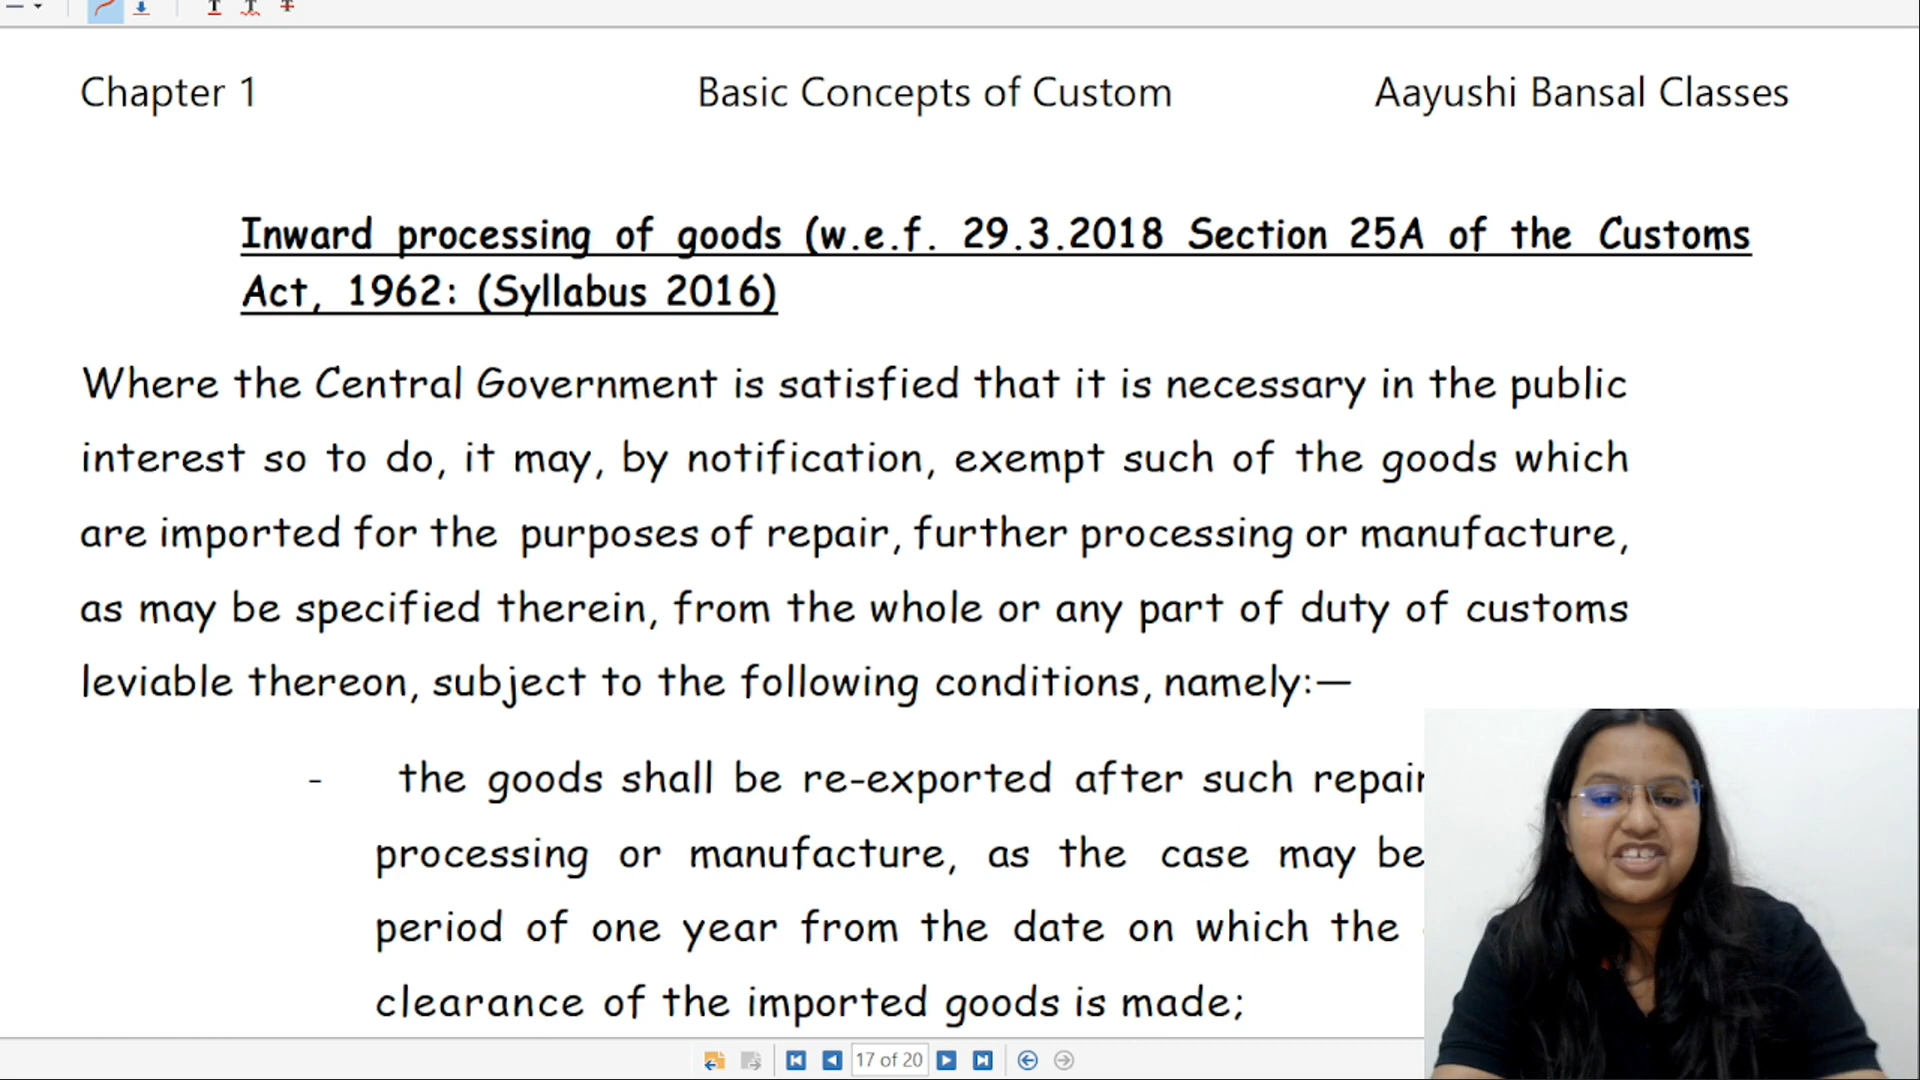 Chapter 1
Basic Concepts of Custom
Aayushi Bansal Classes
Inward processing of goods (w.e.f. 29.3.2018 Section 25A of the Customs
Act, 1962: (Syllabus 2016)
Where the Central Government is satisfied that it is necessary in the public
interest so to do, it may, by notification, exempt such of the goods which
are imported for the purposes of repair, further processing or manufacture,
as may be specified therein, from the whole or any part of duty of customs
leviable thereon, subject to the following conditions, namely:—
- the goods shall be re-exported after such repair
processing or manufacture, as the case may be
period of one year from the date on which the
clearance of the imported goods is made;
17 of 20